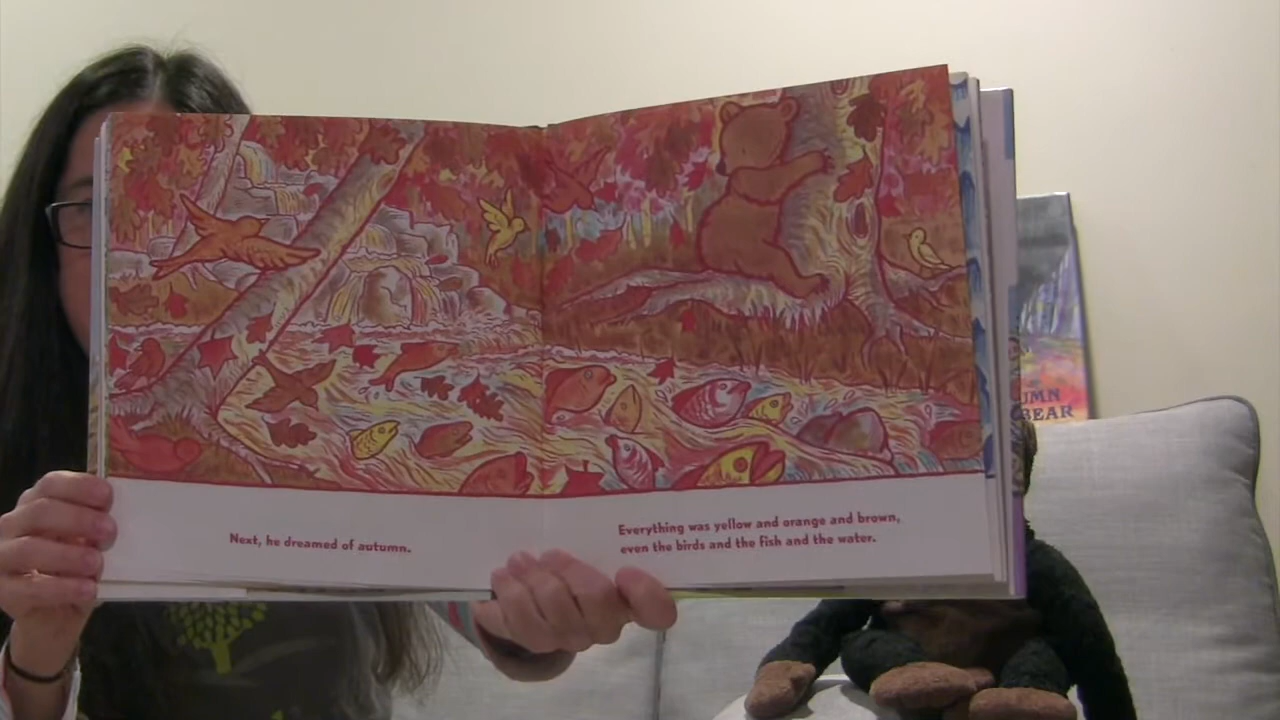 Next, he dreamed of autumn.
Everything was yellow and orange and brown,
even the birds and the fish and the water.
BEAR